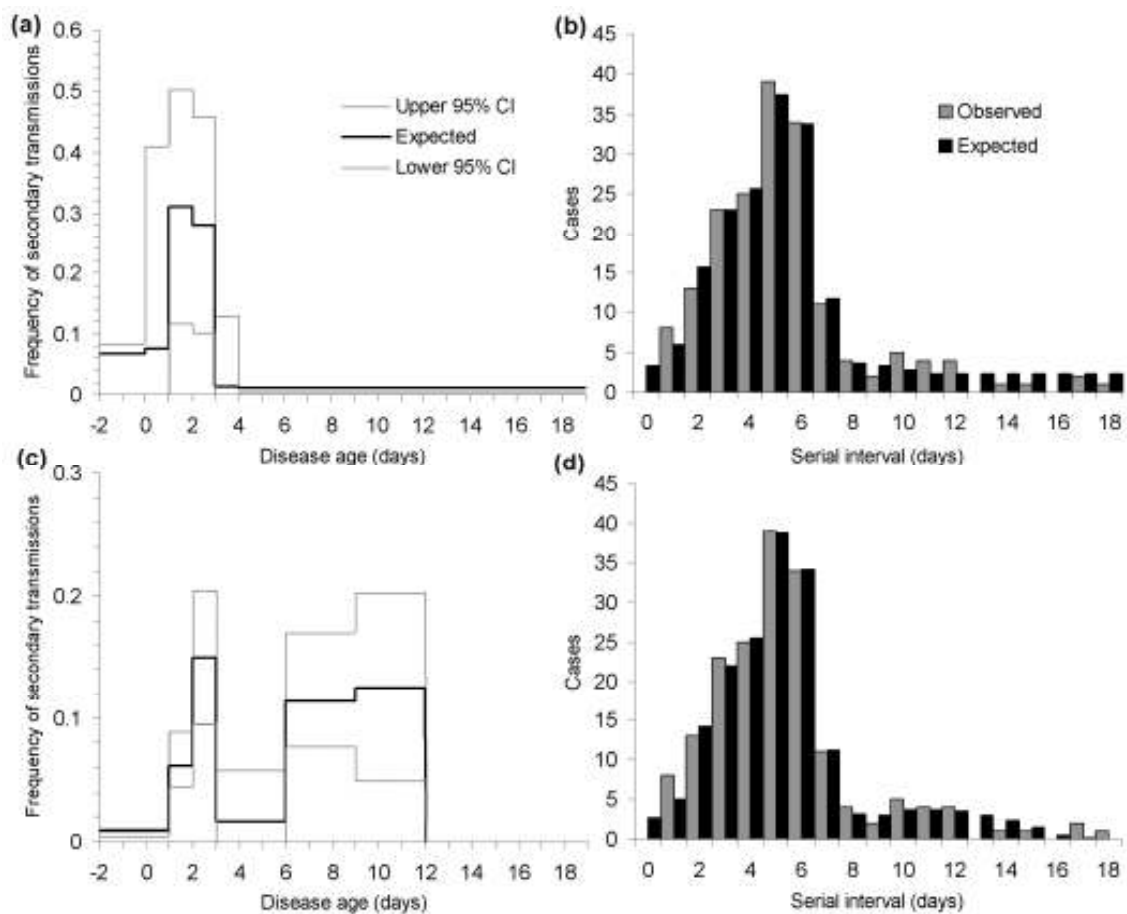 (a)
0.6
0.5
0.4
0.3
0.2
0.1
0
Frequency of secondary transmissions
Upper 95% CI
Expected
Lower 95% CI
-2 0 2 4 6 8 10 12 14 16 18
Disease age (days)
(b)
45
40
35
30
25
20
15
10
5
0
Cases
Observed
Expected
0 2 4 6 8 10 12 14 16 18
Serial interval (days)
(c)
0.3
0.2
0.1
0
Frequency of secondary transmissions
-2 0 2 4 6 8 10 12 14 16 18
Disease age (days)
(d)
45
40
35
30
25
20
15
10
5
0
Cases
0 2 4 6 8 10 12 14 16 18
Serial interval (days)